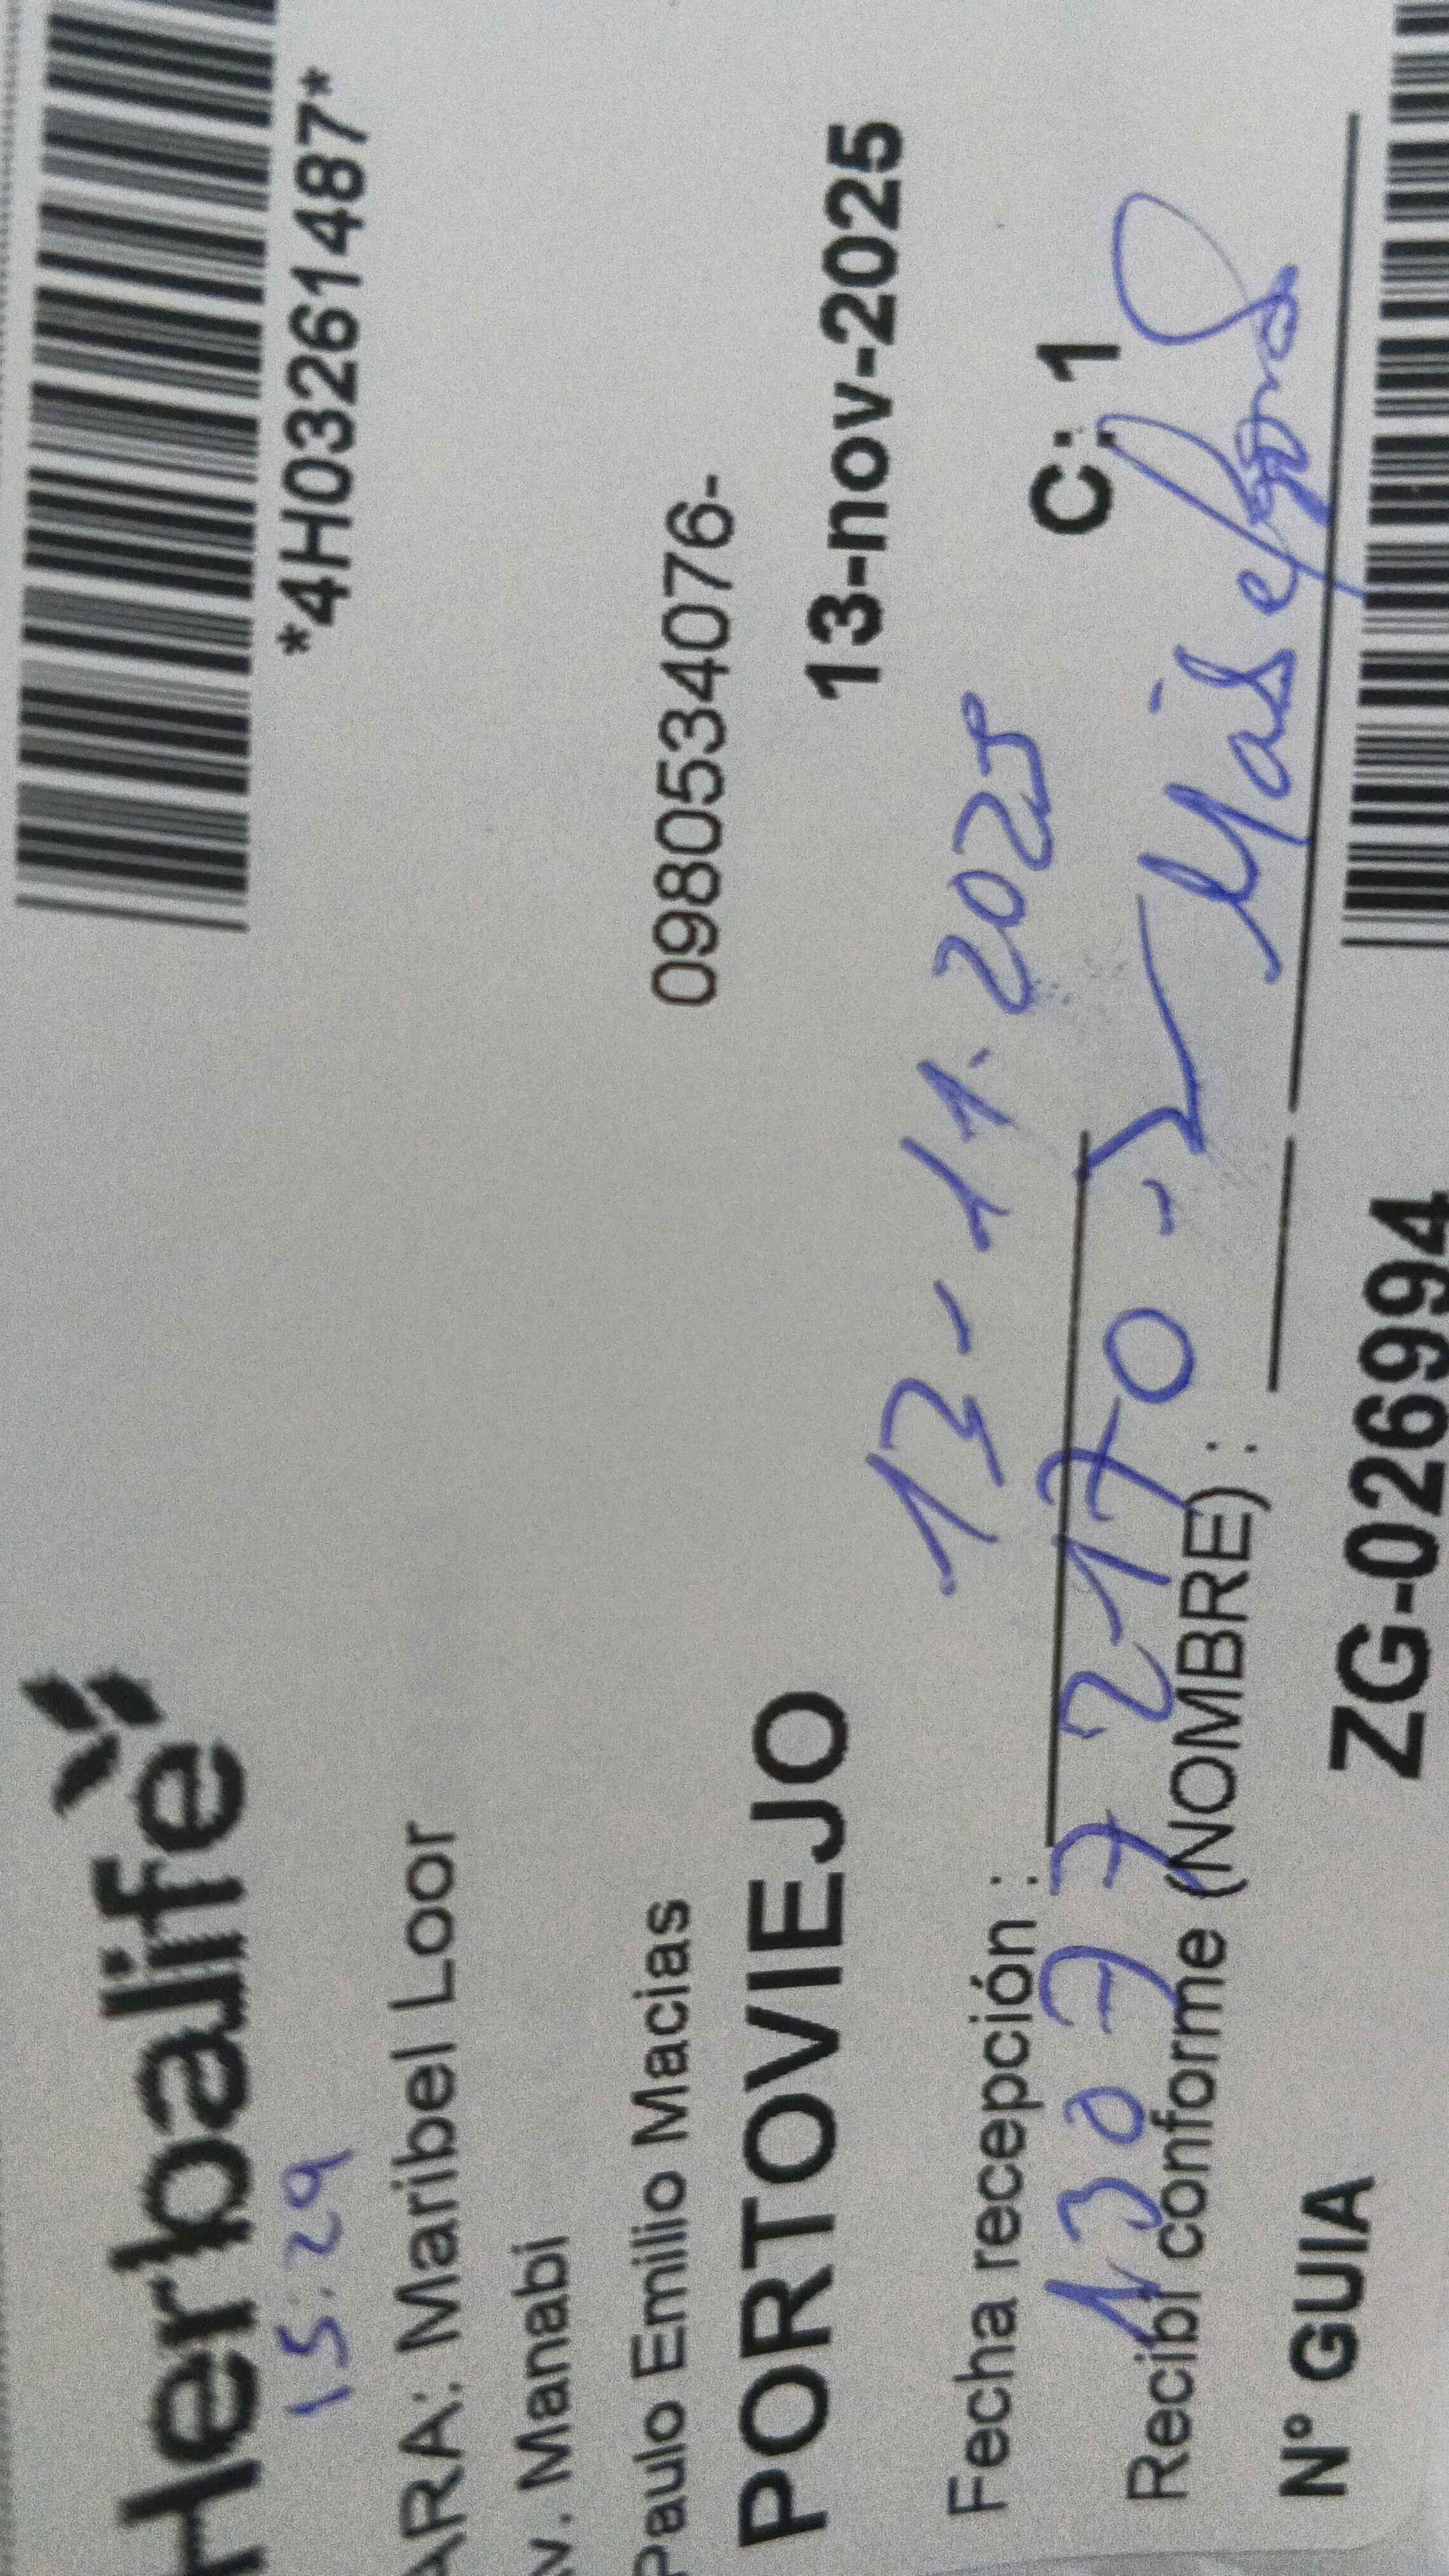 Herbalife
*4H03261487*
15:29
ARA: Maribel Loor
v. Manabi
Paulo Emilio Macias
0980534076-
PORTOVIEJO
13-nov-2025
13-11.2025
Fecha recepción :
C: 1
Recibi conforme (NOMBRE) :
N° GUIA
ZG-026994